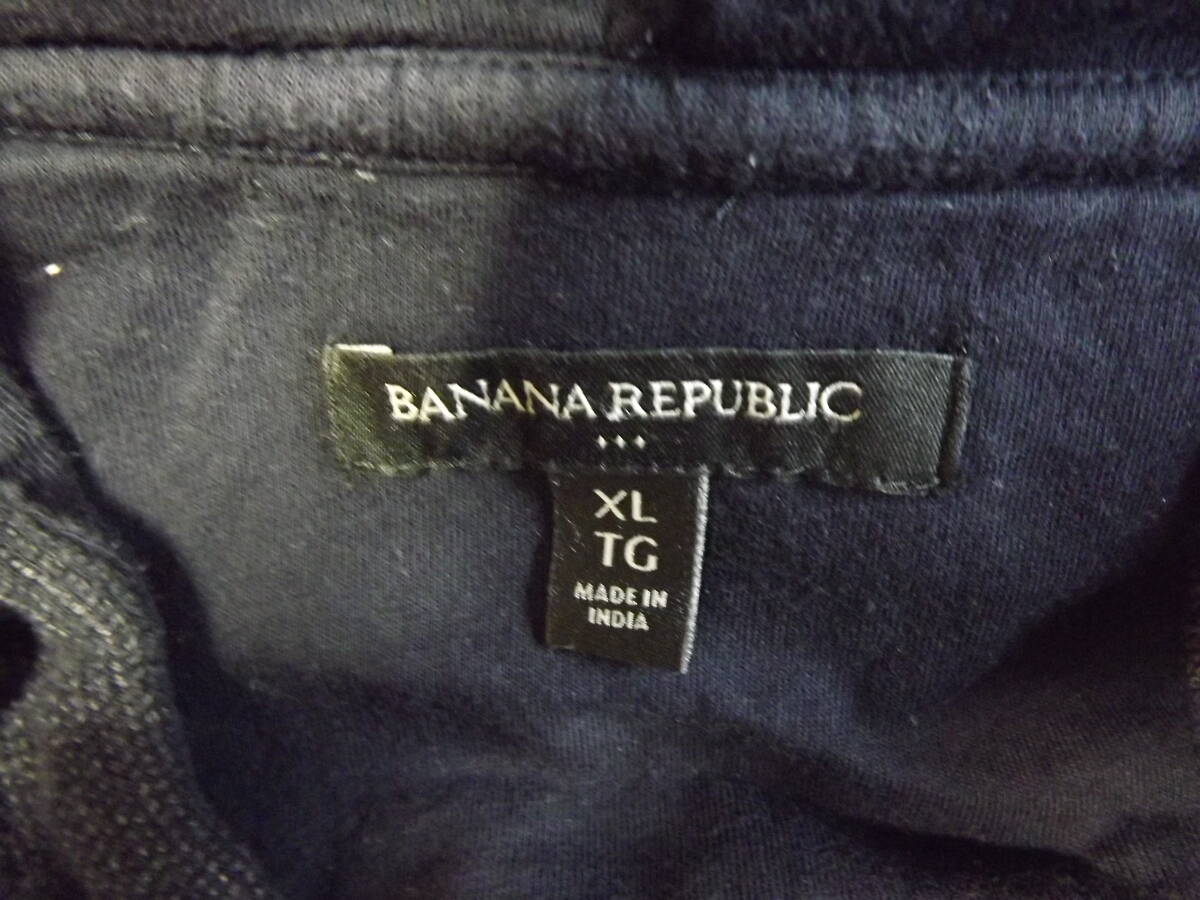 BANANA REPUBLIC
XL
TG
MADE IN
INDIA